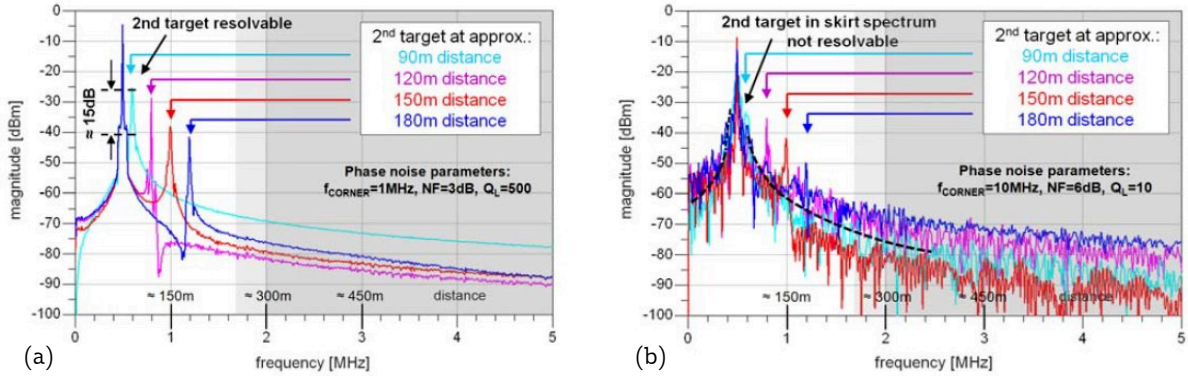 0
-10
-20
-30
-40
-50
-60
-70
-80
-90
-100
magnitude [dBm]
≈ 15dB
2nd target resolvable
2nd target at approx.:
90m distance
120m distance
150m distance
180m distance
Phase noise parameters:
fCORNER=1MHz, NF=3dB, QL=500
≈ 150m ≈ 300m ≈ 450m distance
0 1 2 3 4 5
frequency [MHz]
(a)
0
-10
-20
-30
-40
-50
-60
-70
-80
-90
-100
magnitude [dBm]
2nd target in skirt spectrum
not resolvable
2nd target at approx.:
90m distance
120m distance
150m distance
180m distance
Phase noise parameters:
fCORNER=10MHz, NF=6dB, QL=10
≈ 150m ≈ 300m ≈ 450m distance
0 1 2 3 4 5
frequency [MHz]
(b)